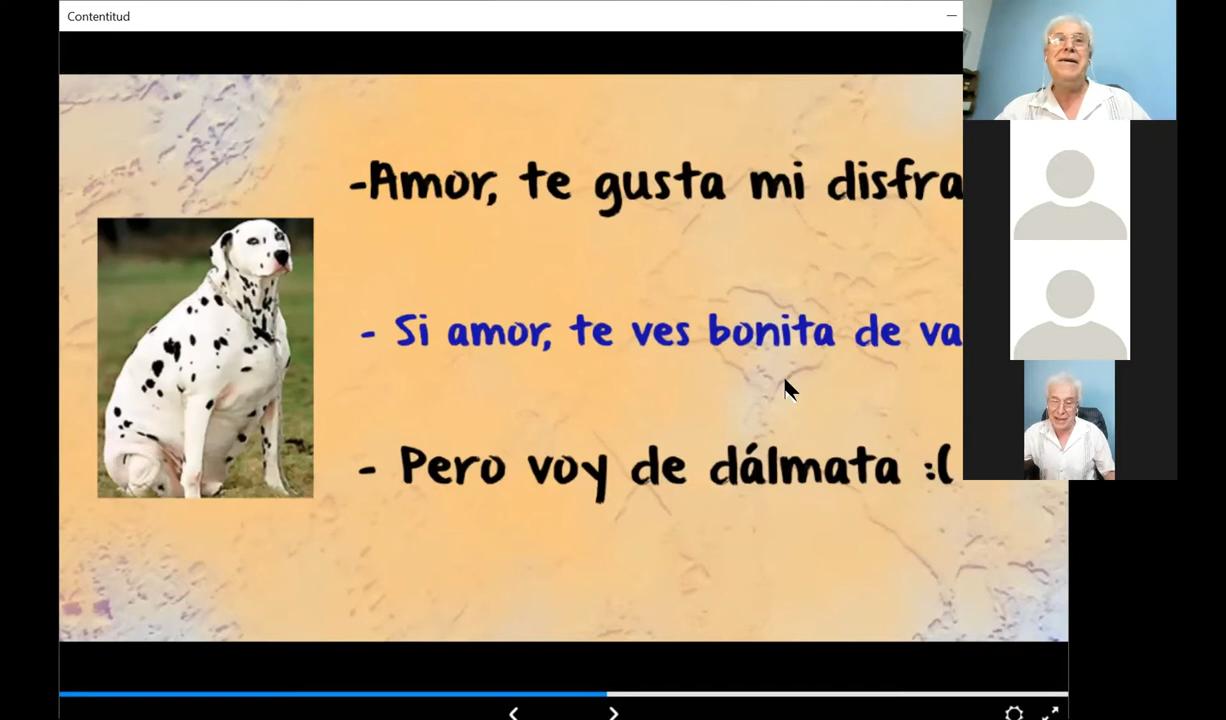 Contentitud
-Amor, te gusta mi disfra
- Si amor, te ves bonita de va
- Pero voy de dálmata :(